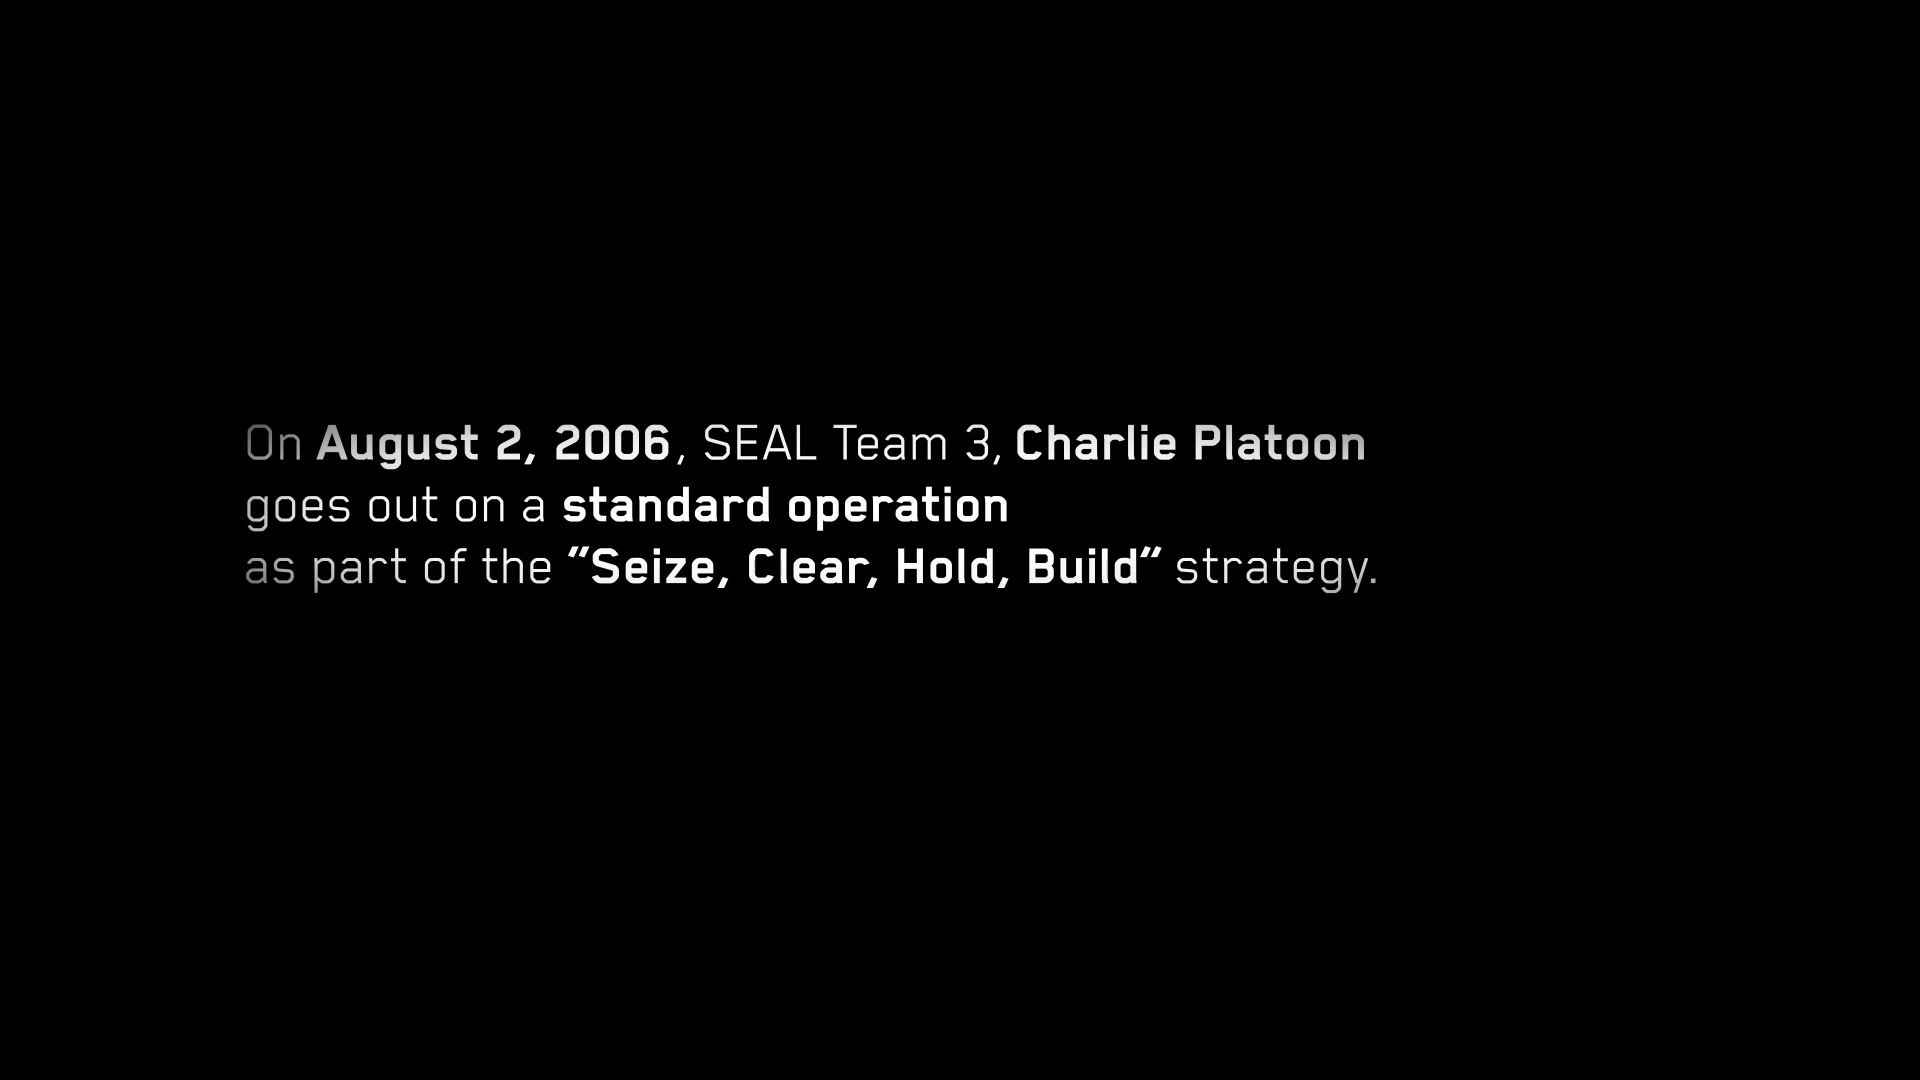 On August 2, 2006, SEAL Team 3, Charlie Platoon
goes out on a standard operation
as part of the “Seize, Clear, Hold, Build” strategy.